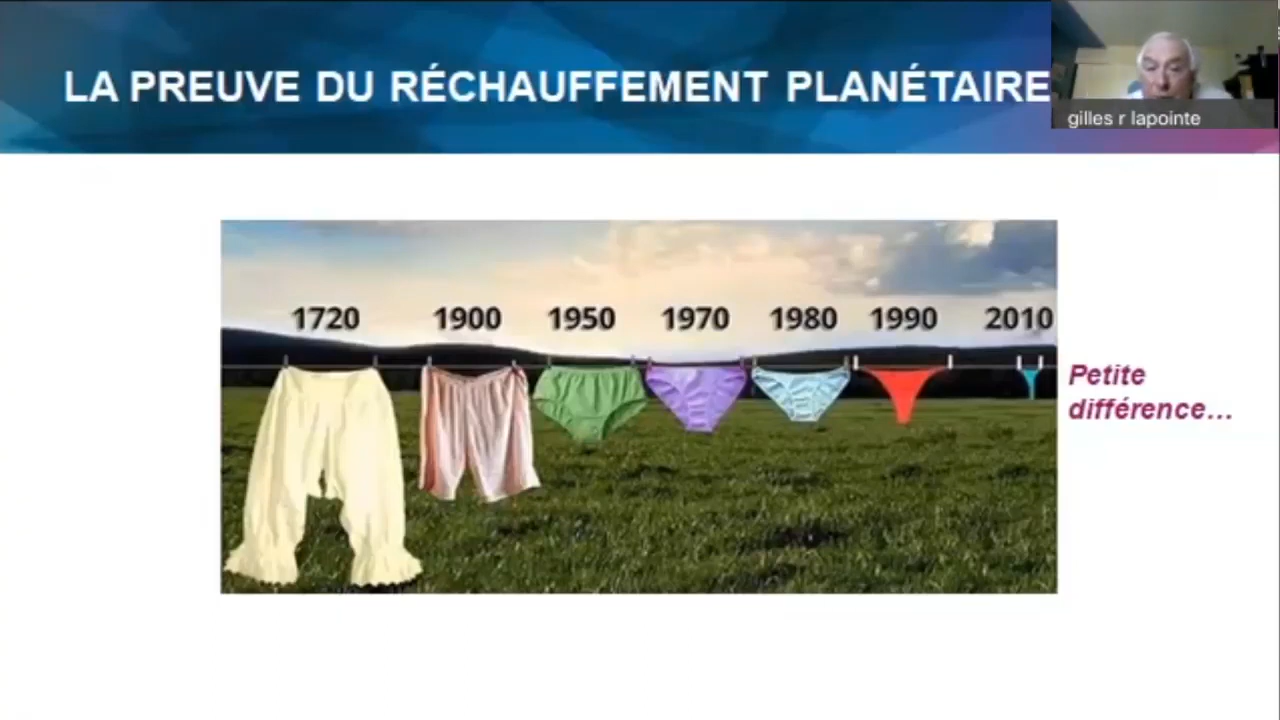 LA PREUVE DU RÉCHAUFFEMENT PLANÉTAIRE
gilles r lapointe
1720 1900 1950 1970 1980 1990 2010
Petite
différence...